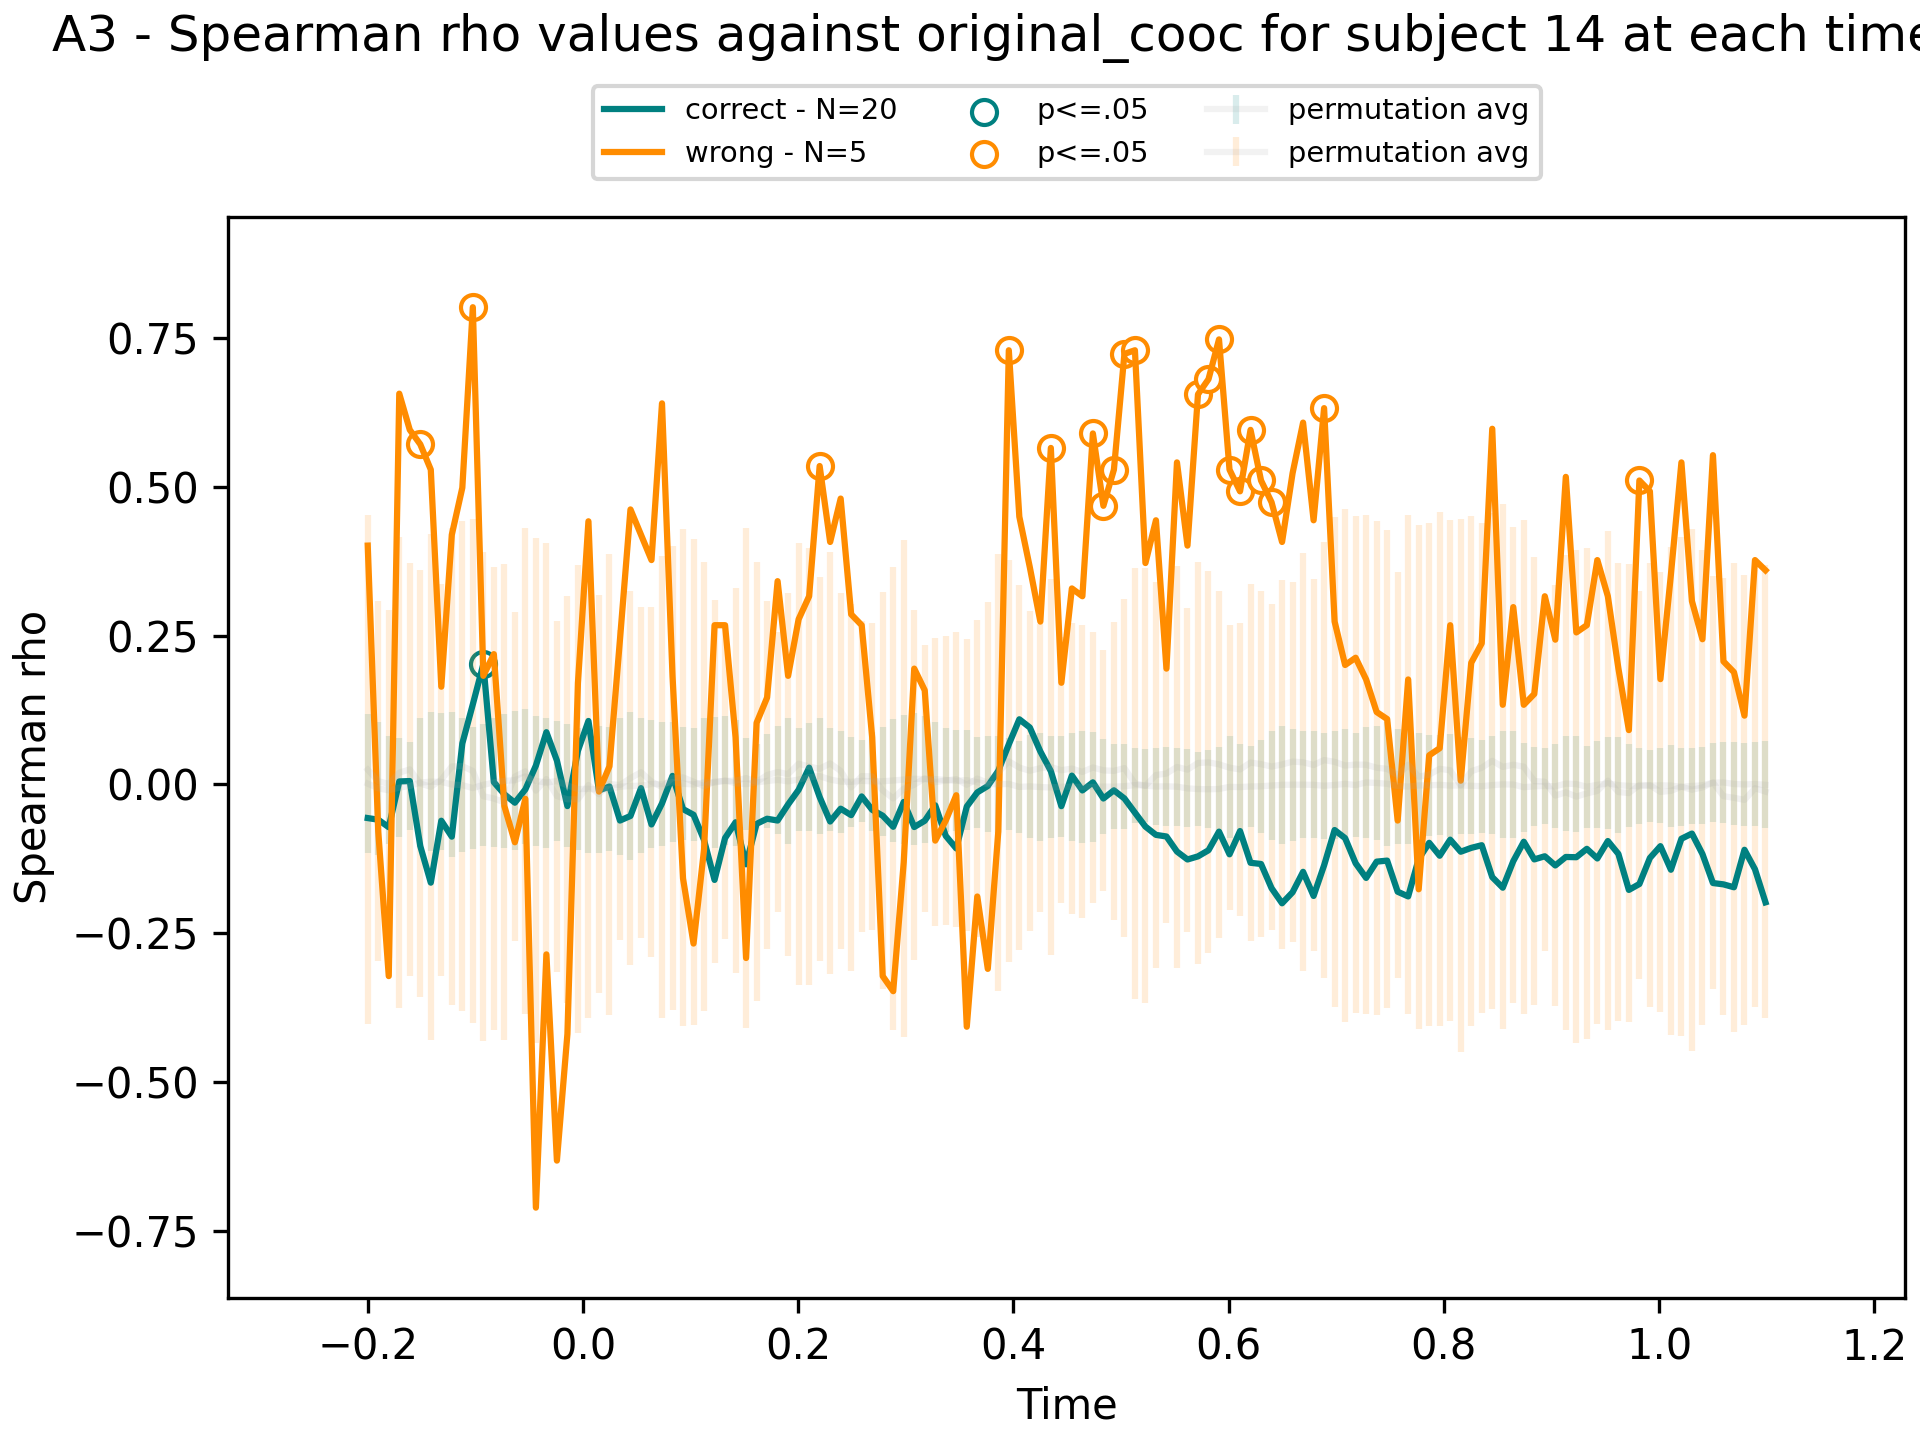 A3 - Spearman rho values against original_cooc for subject 14 at each time
correct - N=20
wrong - N=5
p<=.05
p<=.05
permutation avg
permutation avg
Spearman rho
0.75
0.50
0.25
0.00
−0.25
−0.50
−0.75
−0.2 0.0 0.2 0.4 0.6 0.8 1.0 1.2
Time